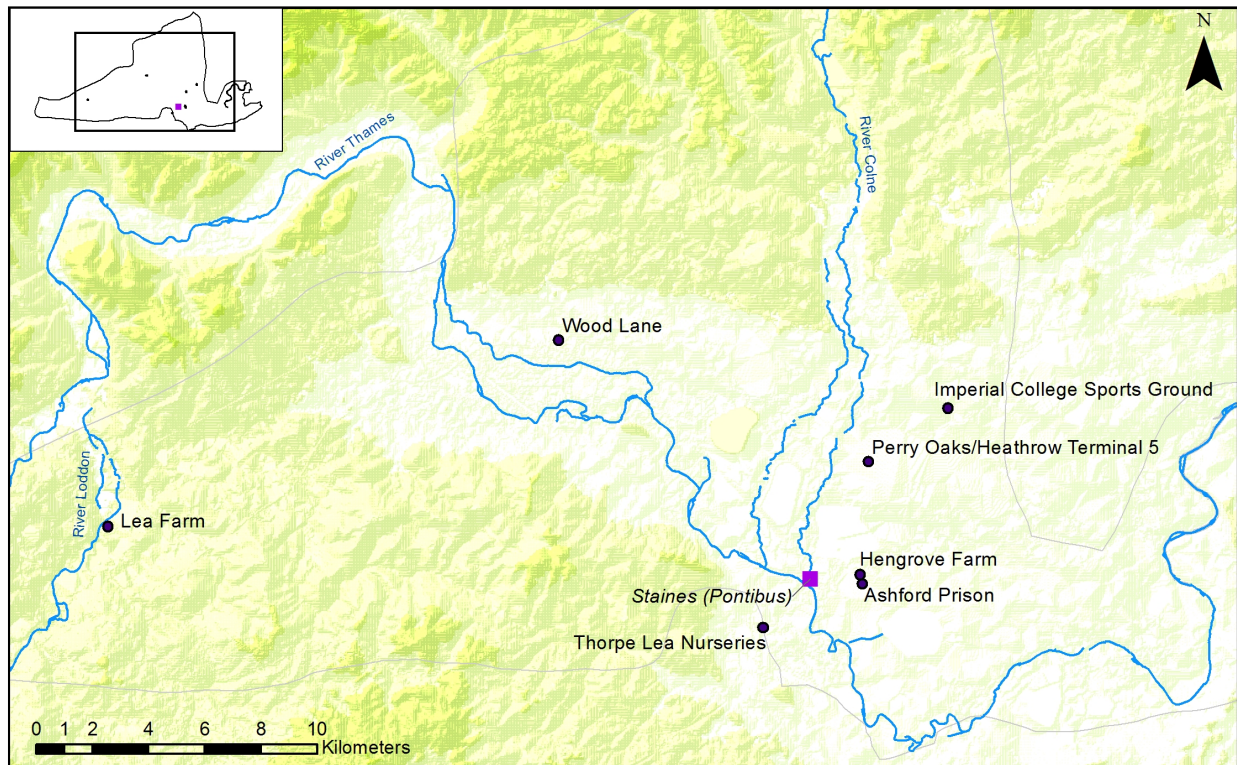 N
River Thames
River Colne
Wood Lane
Imperial College Sports Ground
Perry Oaks/Heathrow Terminal 5
River Loddon
Lea Farm
Hengrove Farm
Staines (Pontibus)
Ashford Prison
Thorpe Lea Nurseries
0 1 2 4 6 8 10
Kilometers